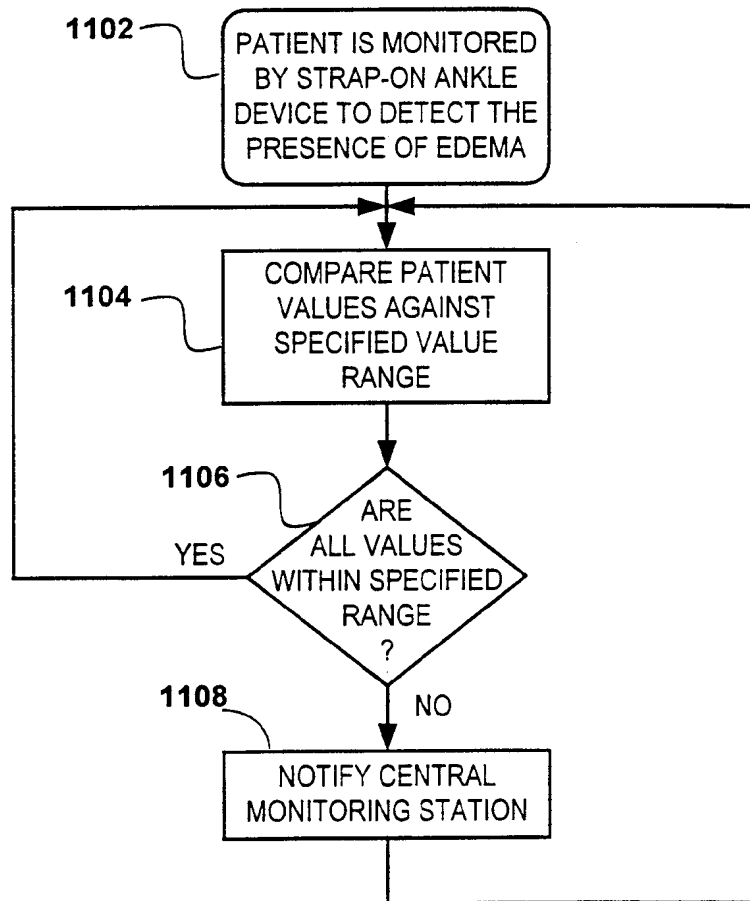 1102
PATIENT IS MONITORED
BY STRAP-ON ANKLE
DEVICE TO DETECT THE
PRESENCE OF EDEMA
1104
COMPARE PATIENT
VALUES AGAINST
SPECIFIED VALUE
RANGE
1106
ARE
ALL VALUES
WITHIN SPECIFIED
RANGE
?
YES
NO
1108
NOTIFY CENTRAL
MONITORING STATION